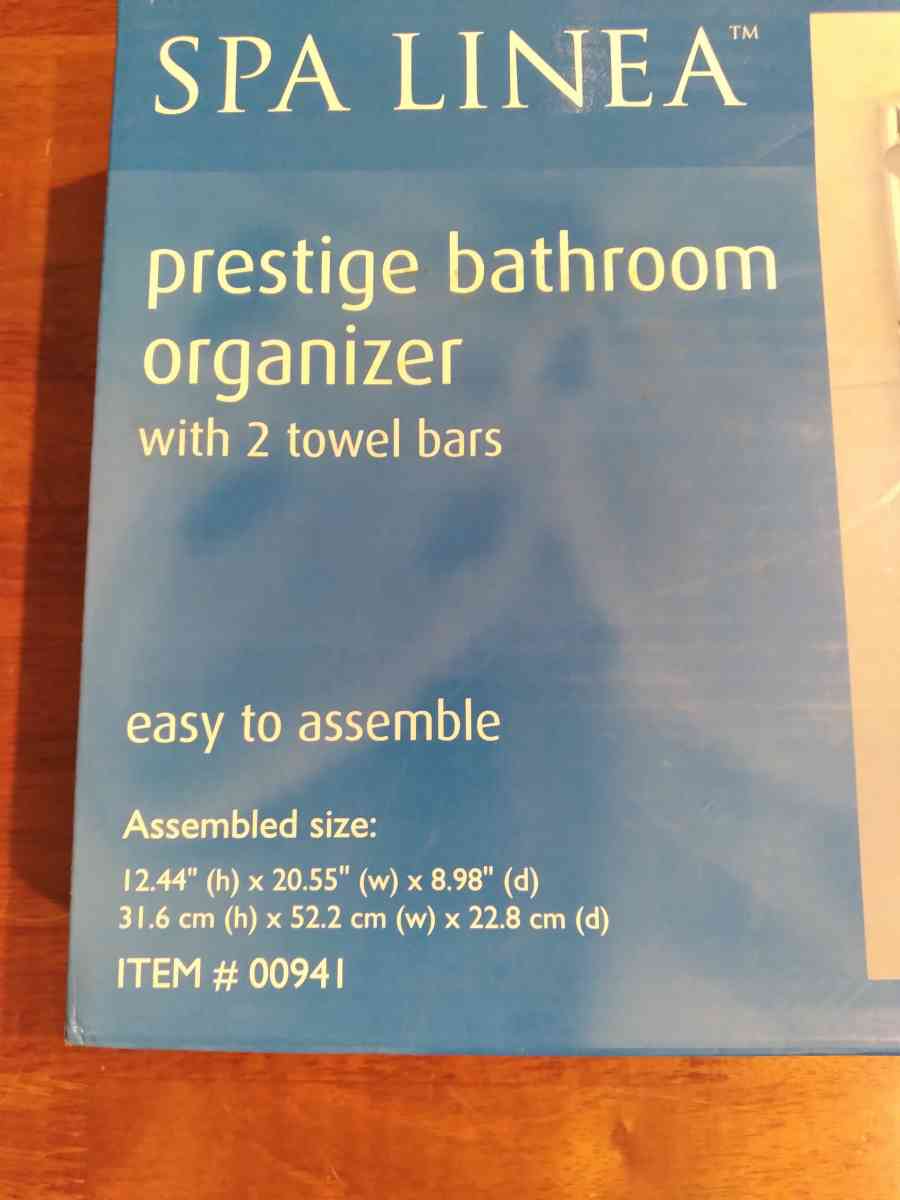 SPA LINEA™
prestige bathroom
organizer
with 2 towel bars
easy to assemble
Assembled size:
12.44" (h) x 20.55" (w) x 8.98" (d)
31.6 cm (h) x 52.2 cm (w) x 22.8 cm (d)
ITEM # 00941